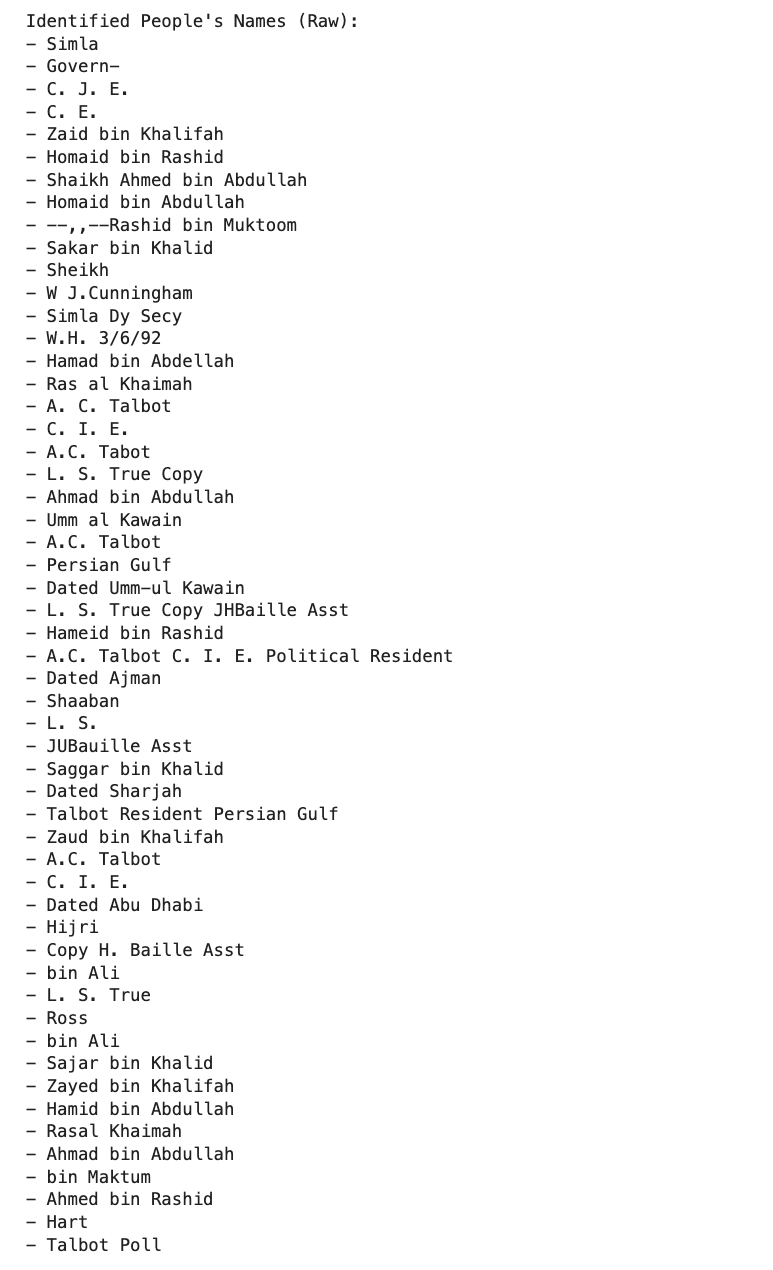 Identified People's Names (Raw):
- Simla
- Govern-
- C. J. E.
- C. E.
- Zaid bin Khalifah
- Homaid bin Rashid
- Shaikh Ahmed bin Abdullah
- Homaid bin Abdullah
- --,,--Rashid bin Muktoom
- Sakar bin Khalid
- Sheikh
- W J.Cunningham
- Simla Dy Secy
- W.H. 3/6/92
- Hamad bin Abdellah
- Ras al Khaimah
- A. C. Talbot
- C. I. E.
- A.C. Tabot
- L. S. True Copy
- Ahmad bin Abdullah
- Umm al Kawain
- A.C. Talbot
- Persian Gulf
- Dated Umm-ul Kawain
- L. S. True Copy JHBaille Asst
- Hameid bin Rashid
- A.C. Talbot C. I. E. Political Resident
- Dated Ajman
- Shaaban
- L. S.
- JUBauille Asst
- Saggar bin Khalid
- Dated Sharjah
- Talbot Resident Persian Gulf
- Zaud bin Khalifah
- A.C. Talbot
- C. I. E.
- Dated Abu Dhabi
- Hijri
- Copy H. Baille Asst
- bin Ali
- L. S. True
- Ross
- bin Ali
- Sajar bin Khalid
- Zayed bin Khalifah
- Hamid bin Abdullah
- Rasal Khaimah
- Ahmad bin Abdullah
- bin Maktum
- Ahmed bin Rashid
- Hart
- Talbot Poll